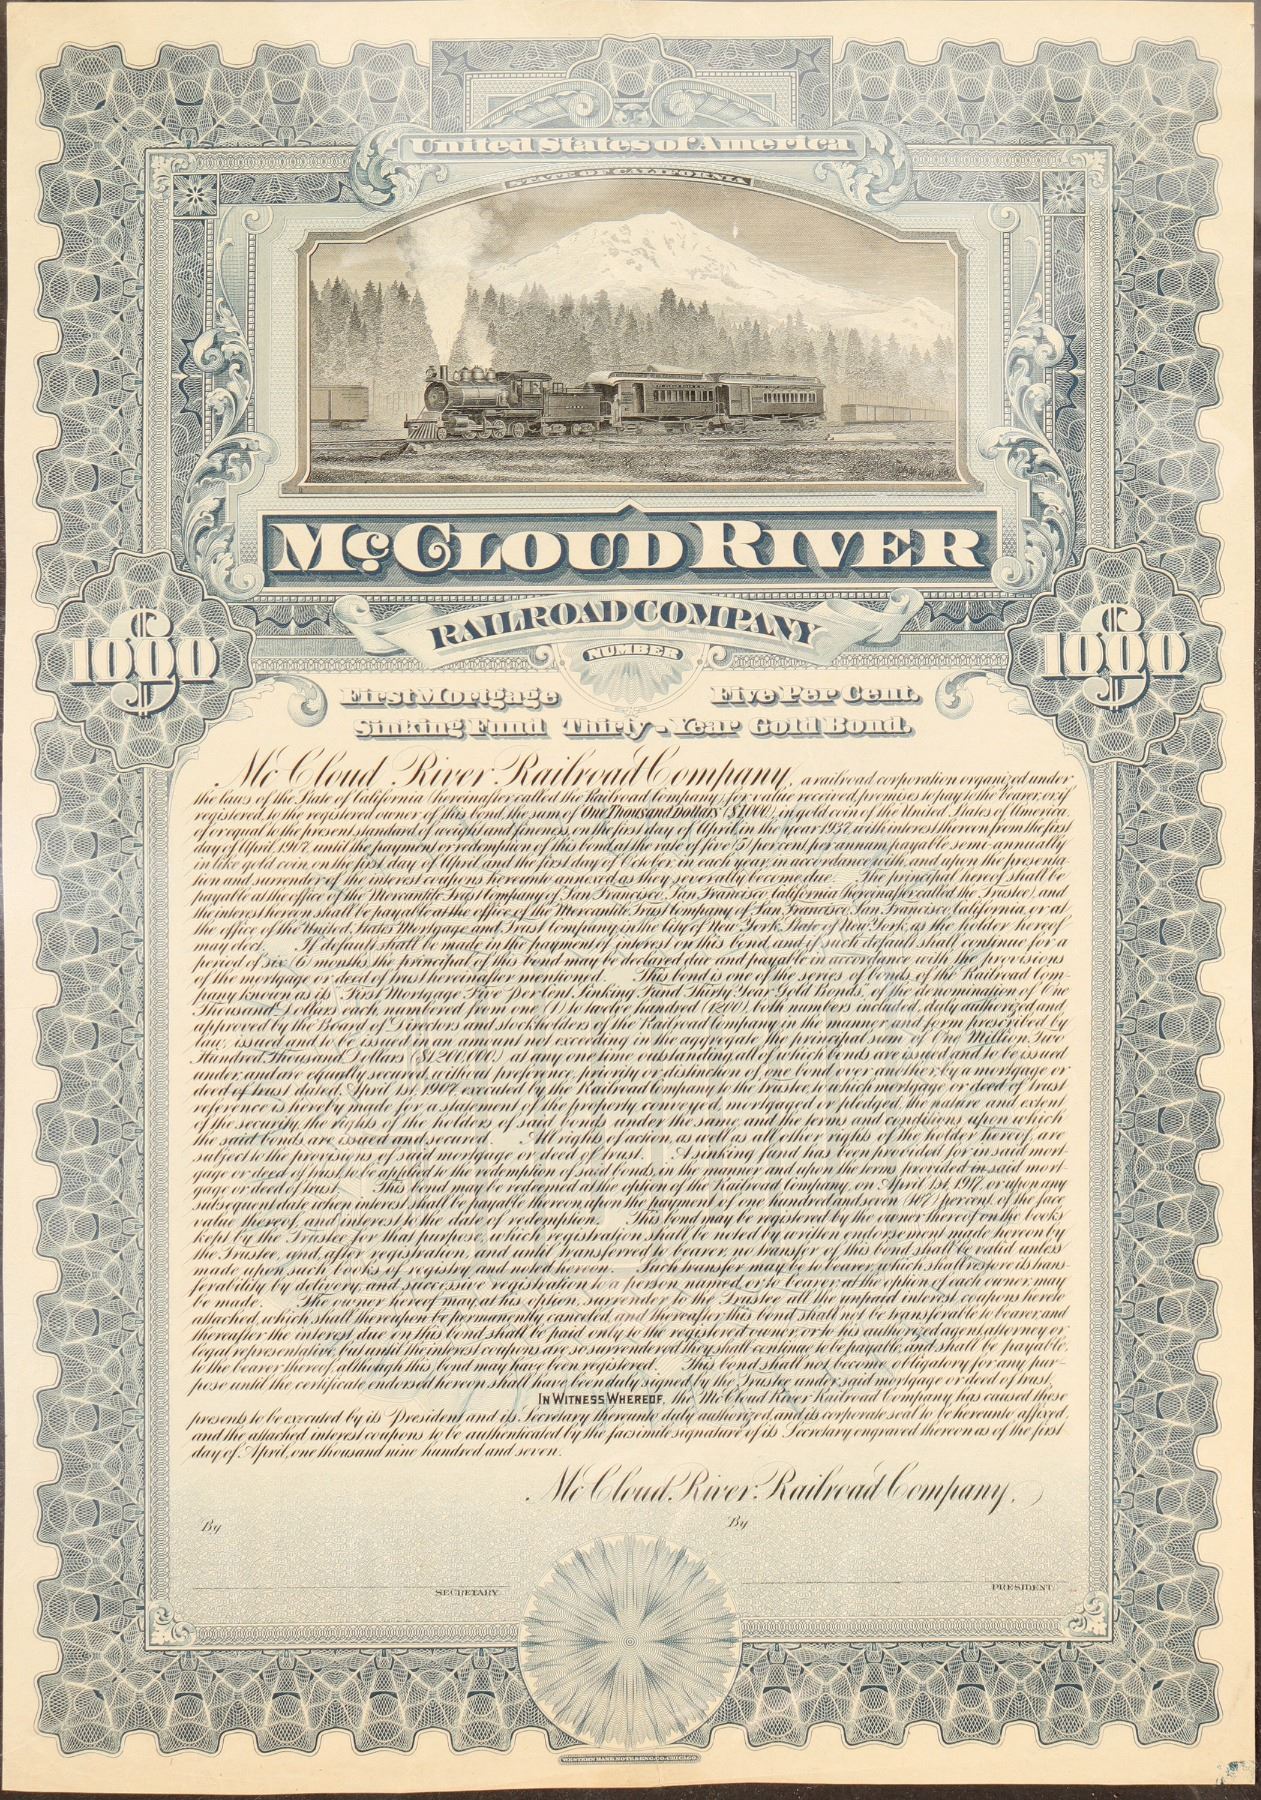 United States of America
STATE OF CALIFORNIA
McCLOUD RIVER
RAILROAD COMPANY
$1000
NUMBER
$1000
First Mortgage Five Per Cent.
Sinking Fund Thirty-Year Gold Bond.
McCloud River Railroad Company, a railroad corporation organized under
the laws of the State of California (hereinafter called the Railroad Company), for value received, promises to pay to the bearer, or, if
registered, to the registered owner of this bond, the sum of One Thousand Dollars ($1,000), in gold coin of the United States of America,
of or equal to the present standard of weight and fineness, on the first day of April, in the year 1937, with interest thereon from the first
day of April, 1907, until the payment or redemption of this bond at the rate of five (5) per cent. per annum, payable semi-annually
in like gold coin, on the first day of April and the first day of October, in each year, in accordance with, and upon the presenta-
tion and surrender of the interest coupons hereunto annexed as they severally become due. The principal hereof shall be
payable at the office of the Mercantile Trust Company of San Francisco, San Francisco, California (hereinafter called the Trustee), and
the interest hereon shall be payable at the office of the Mercantile Trust Company of San Francisco, San Francisco, California, or at
the office of the United States Mortgage and Trust Company, in the City of New York, State of New York, as the holder hereof
may elect. If default shall be made in the payment of interest on this bond, and if such default shall continue for a
period of six (6) months, the principal of this bond may be declared due and payable in accordance with the provisions
of the mortgage or deed of trust hereinafter mentioned. This bond is one of the series of bonds of the Railroad Com-
pany known as its "First Mortgage Five Per Cent. Sinking Fund Thirty Year Gold Bonds," of the denomination of One
Thousand Dollars each, numbered from one (1) to twelve hundred (1200), both numbers included, duly authorized and
approved by the Board of Directors and stockholders of the Railroad Company in the manner and form prescribed by
law, issued and to be issued in an amount not exceeding in the aggregate the principal sum of One Million, Two
Hundred Thousand Dollars ($1,200,000) at any one time outstanding, all of which bonds are issued and to be issued
under, and are equally secured, without preference, priority or distinction of one bond over another, by a mortgage or
deed of trust dated, April 1st, 1907, executed by the Railroad Company to the Trustee, to which mortgage or deed of trust
reference is hereby made for a statement of the property conveyed, mortgaged or pledged, the nature and extent
of the security, the rights of the holders of said bonds under the same, and the terms and conditions upon which
the said bonds are issued and secured. All rights of action, as well as all other rights of the holder hereof, are
subject to the provisions of said mortgage or deed of trust. A sinking fund has been provided for in said mort-
gage or deed of trust, to be applied to the redemption of said bonds, in the manner and upon the terms provided in said mort-
gage or deed of trust. This bond may be redeemed at the option of the Railroad Company, on April 1st, 1917, or upon any
subsequent date when interest shall be payable thereon, upon the payment of one hundred and seven (107) per cent. of the face
value thereof, and interest to the date of redemption. This bond may be registered by the owner thereof on the books
kept by the Trustee for that purpose, which registration shall be noted by written endorsement made hereon by
the Trustee, and, after registration, and until transferred to bearer, no transfer of this bond shall be valid unless
made upon such books of registry and noted hereon. Such transfer may be to bearer, which shall restore its trans-
ferability by delivery, and successive registration to a person named, or to bearer, at the option of each owner, may
be made. The owner hereof may, at his option, surrender to the Trustee all the unpaid interest coupons hereto
attached, which shall thereupon be permanently canceled, and thereafter this bond shall not be transferable to bearer, and
thereafter the interest due on this bond shall be paid only to the registered owner, or to his authorized agent, attorney or
legal representative, but until the interest coupons are so surrendered they shall continue to be payable, and shall be payable,
to the bearer thereof, although this bond may have been registered. This bond shall not become obligatory for any pur-
pose until the certificate endorsed hereon shall have been duly signed by the Trustee under said mortgage or deed of trust.
IN WITNESS WHEREOF, the McCloud River Railroad Company has caused these
presents to be executed by its President and its Secretary thereunto duly authorized, and its corporate seal to be hereunto affixed,
and the attached interest coupons to be authenticated by the facsimile signature of its Secretary engraved thereon as of the first
day of April, one thousand nine hundred and seven.
McCloud River Railroad Company,
By
By
SECRETARY.
PRESIDENT.
WESTERN BANK NOTE & ENG. CO. CHICAGO.